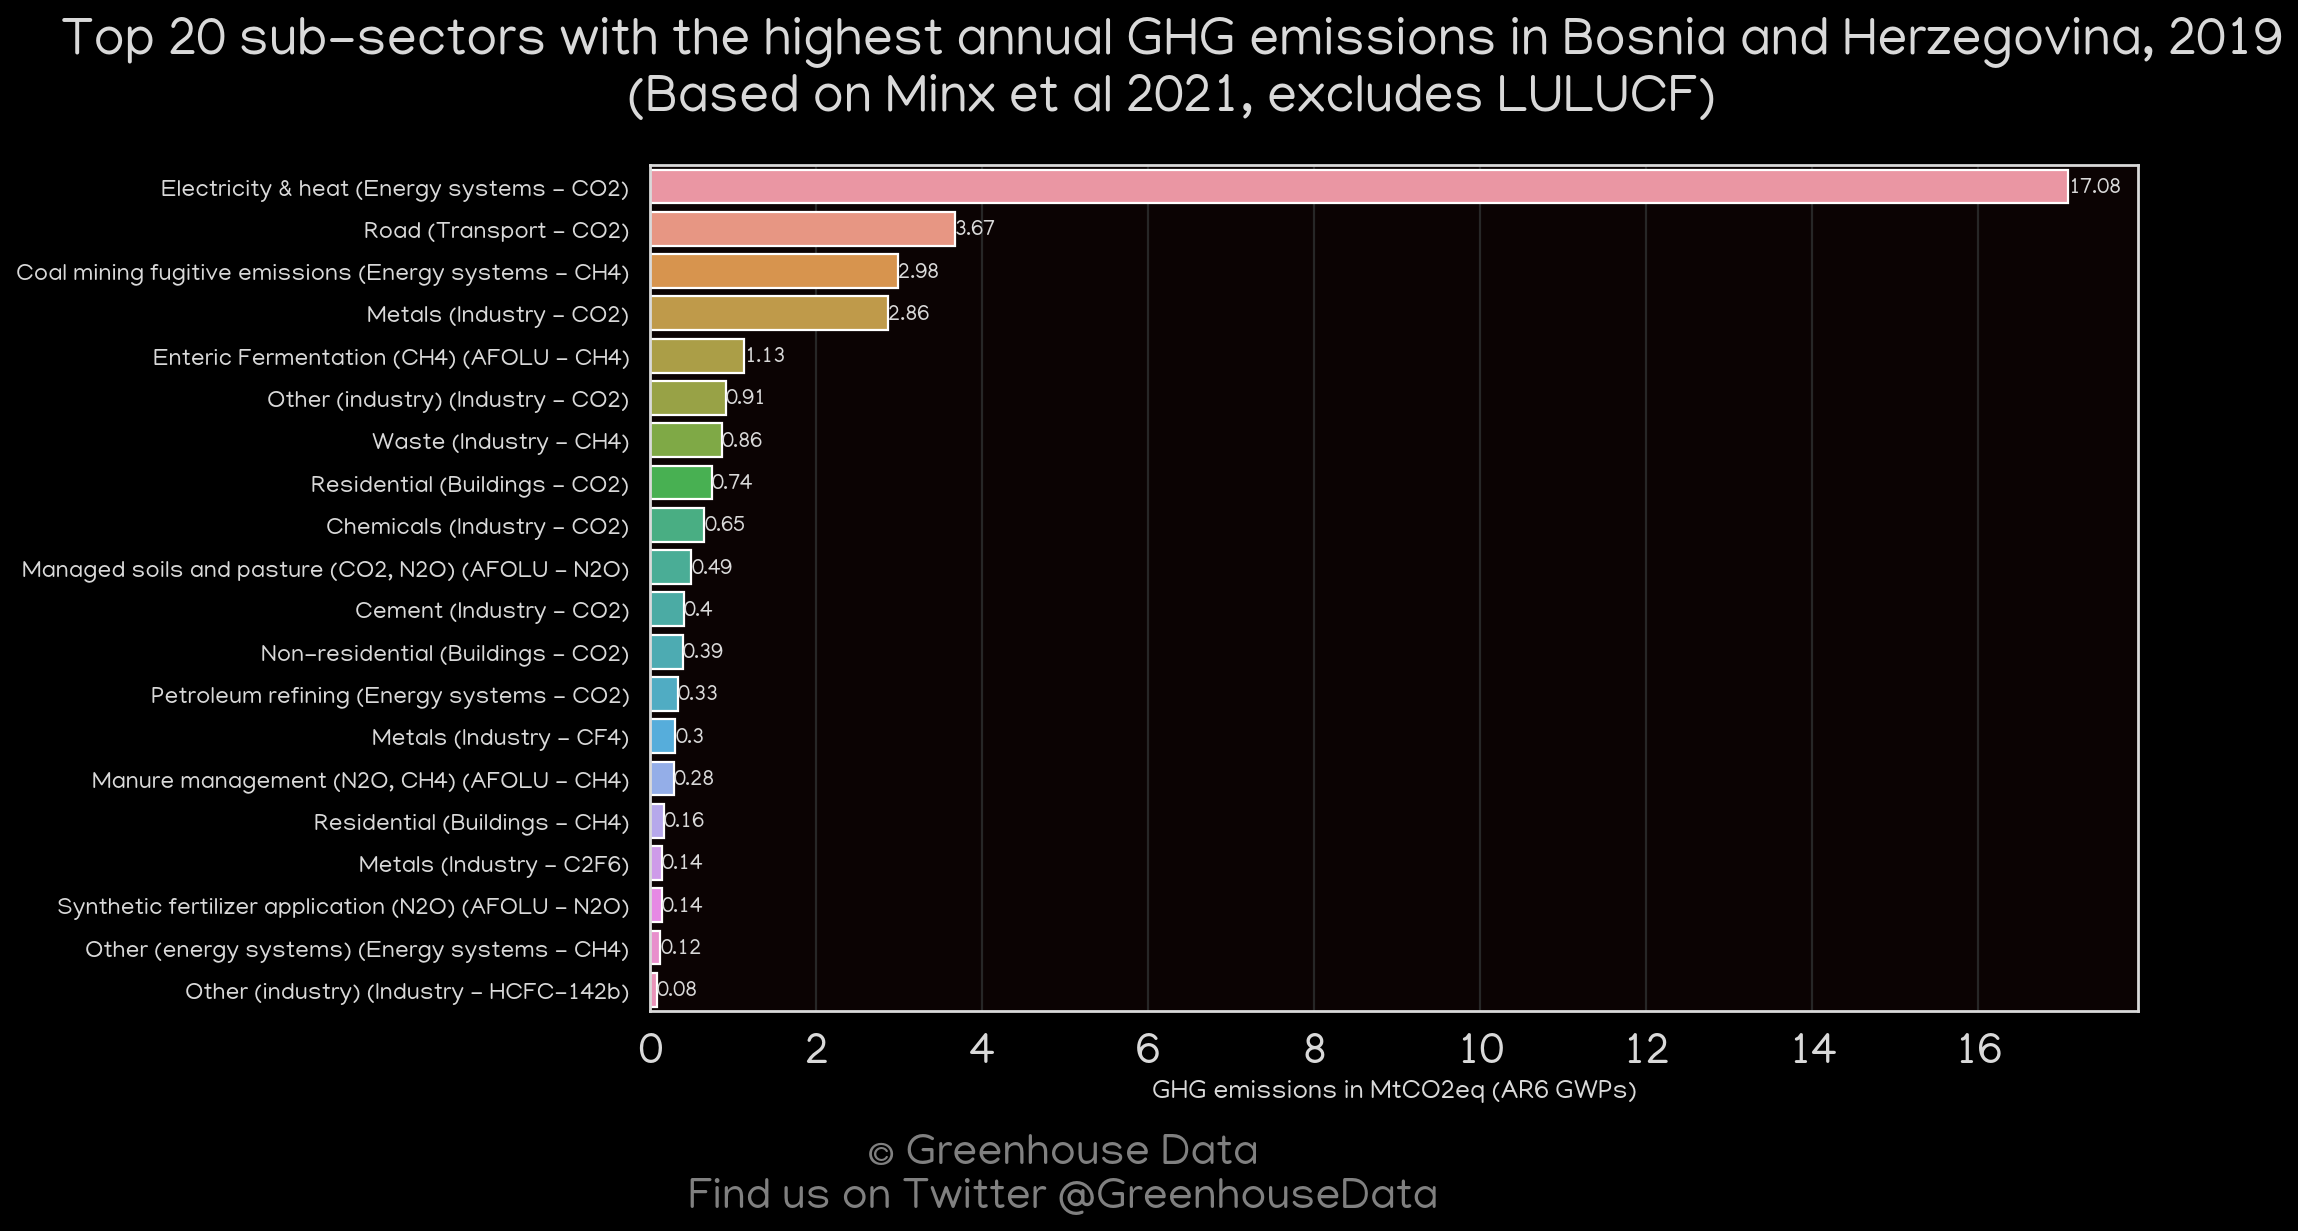 Top 20 sub-sectors with the highest annual GHG emissions in Bosnia and Herzegovina, 2019
(Based on Minx et al 2021, excludes LULUCF)
Electricity & heat (Energy systems - CO2) 17.08
Road (Transport - CO2) 3.67
Coal mining fugitive emissions (Energy systems - CH4) 2.98
Metals (Industry - CO2) 2.86
Enteric Fermentation (CH4) (AFOLU - CH4) 1.13
Other (industry) (Industry - CO2) 0.91
Waste (Industry - CH4) 0.86
Residential (Buildings - CO2) 0.74
Chemicals (Industry - CO2) 0.65
Managed soils and pasture (CO2, N2O) (AFOLU - N2O) 0.49
Cement (Industry - CO2) 0.4
Non-residential (Buildings - CO2) 0.39
Petroleum refining (Energy systems - CO2) 0.33
Metals (Industry - CF4) 0.3
Manure management (N2O, CH4) (AFOLU - CH4) 0.28
Residential (Buildings - CH4) 0.16
Metals (Industry - C2F6) 0.14
Synthetic fertilizer application (N2O) (AFOLU - N2O) 0.14
Other (energy systems) (Energy systems - CH4) 0.12
Other (industry) (Industry - HCFC-142b) 0.08
0 2 4 6 8 10 12 14 16
GHG emissions in MtCO2eq (AR6 GWPs)
© Greenhouse Data
Find us on Twitter @GreenhouseData